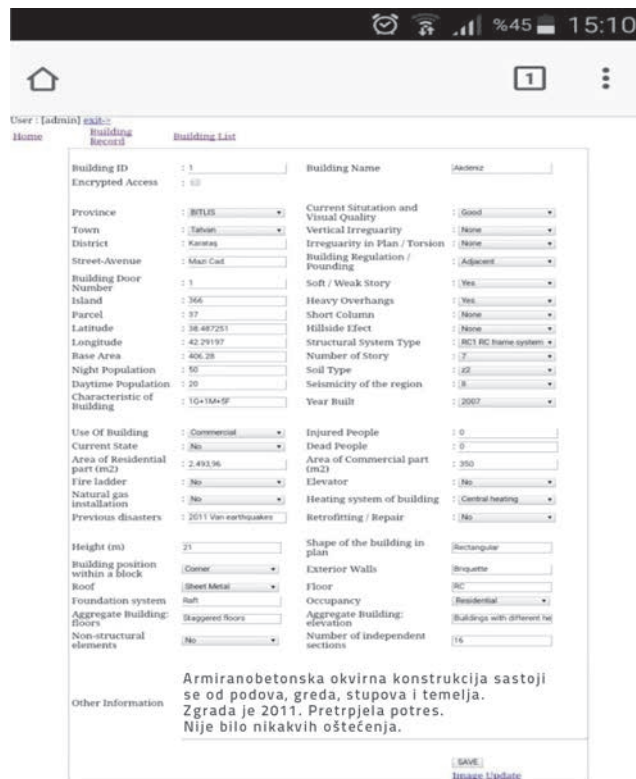 %45 15:10
1
User : [admin] exit->
Home Building Record Building List
Building ID : 1 Building Name Akdeniz
Encrypted Access :
Province : BITLIS Current Situtation and Visual Quality : Good
Town : Tatvan Vertical Irreguarity : None
District : Karataş Irreguarity in Plan / Torsion : None
Street-Avenue : Mazi Cad. Building Regulation / Pounding : Adjacent
Building Door Number : 1 Soft / Weak Story : Yes
Island : 366 Heavy Overhangs : Yes
Parcel : 37 Short Column : None
Latitude : 38.487251 Hillside Efect : None
Longitude : 42.29197 Structural System Type : RC1 RC frame system
Base Area : 406.28 Number of Story : 7
Night Population : 50 Soil Type : z2
Daytime Population : 20 Seismicity of the region : II
Characteristic of Building : 1G+1M+5F Year Built : 2007
Use Of Building : Commercial Injured People : 0
Current State : No Dead People : 0
Area of Residential part (m2) : 2.493,96 Area of Commercial part (m2) : 350
Fire ladder : No Elevator : No
Natural gas installation : No Heating system of building : Central heating
Previous disasters : 2011 Van earthquakes Retrofitting / Repair : No
Height (m) 21 Shape of the building in plan Rectangular
Building position within a block Corner Exterior Walls Briquette
Roof Sheet Metal Floor RC
Foundation system Raft Occupancy Residential
Aggregate Building: floors Staggered floors Aggregate Building: elevation Buildings with different he
Non-structural elements No Number of independent sections 16
Other Information
Armiranobetonska okvirna konstrukcija sastoji
se od podova, greda, stupova i temelja.
Zgrada je 2011. Pretrpjela potres.
Nije bilo nikakvih oštećenja.
SAVE
Image Update